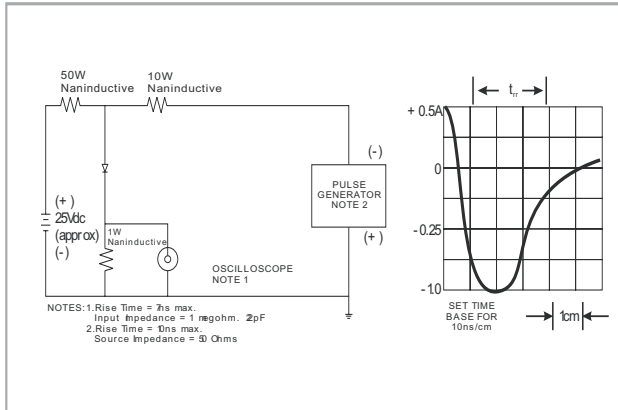 50W
Naninductive
10W
Naninductive
(+)
25Vdc
(approx)
(-)
1W
Naninductive
OSCILLOSCOPE
NOTE 1
(-)
PULSE
GENERATOR
NOTE 2
(+)
NOTES:1.Rise Time = 7ns max.
Input Impedance = 1 megohm. 22pF
2.Rise Time = 10ns max.
Source Impedance = 50 Ohms
trr
+ 0.5A
0
-0.25
-1.0
SET TIME
BASE FOR
10ns/cm
1cm